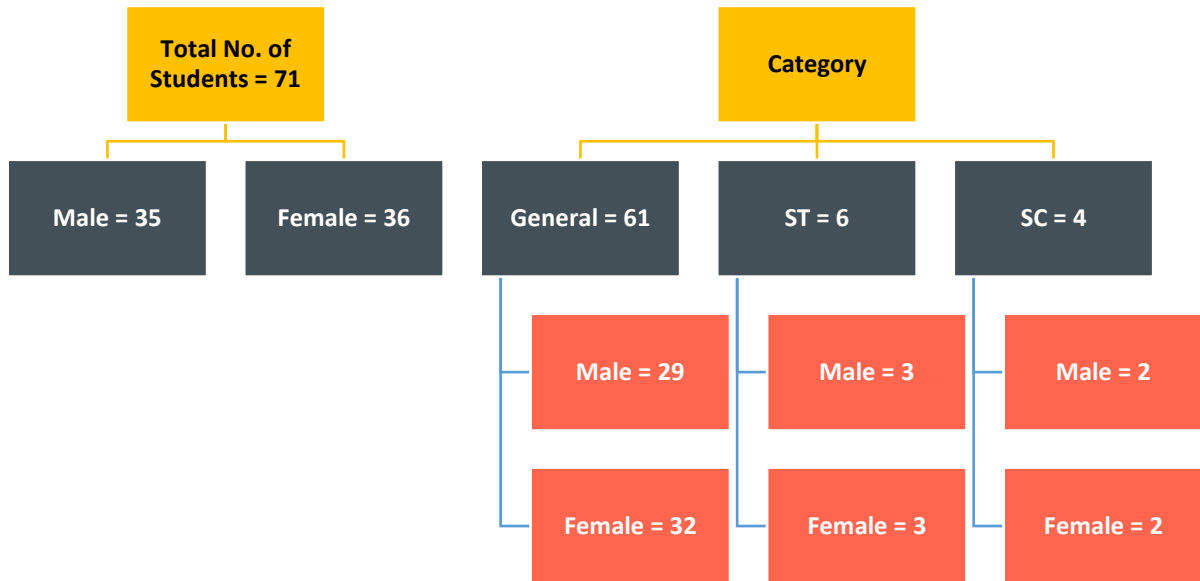 Total No. of
Students = 71
Category
Male = 35
Female = 36
General = 61
ST = 6
SC = 4
Male = 29
Male = 3
Male = 2
Female = 32
Female = 3
Female = 2